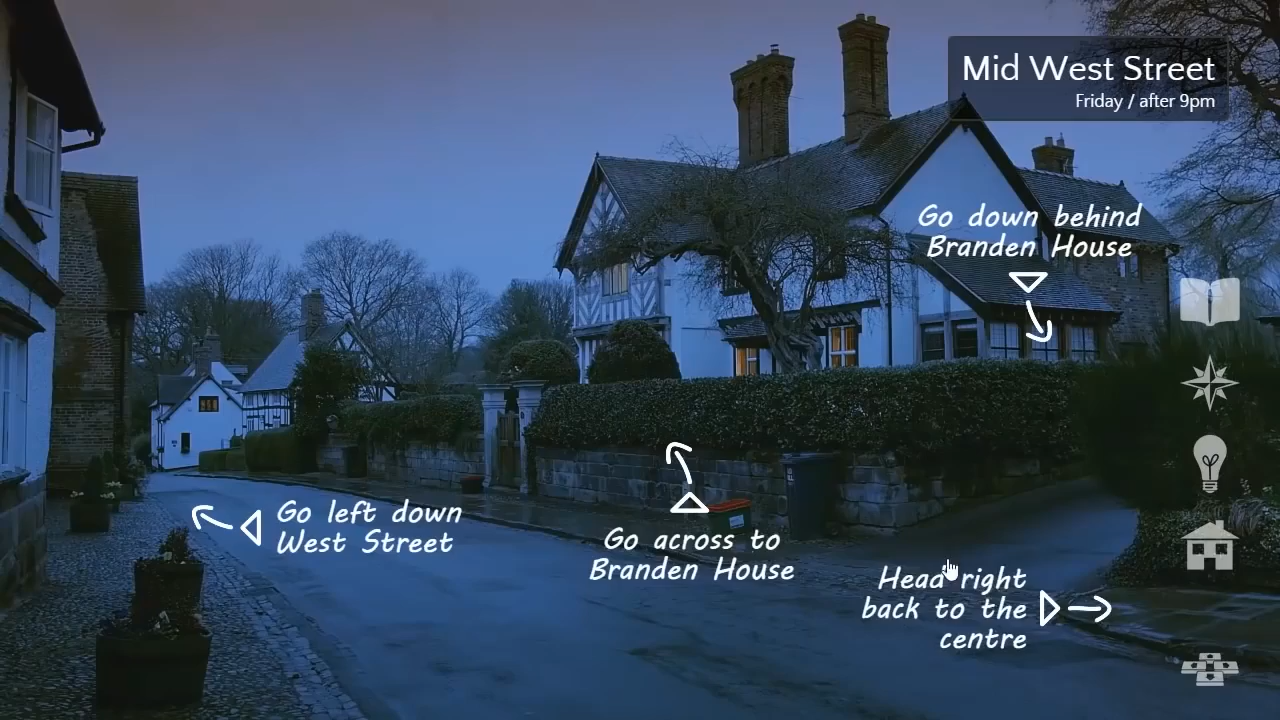 Mid West Street
Friday / after 9pm
Go down behind
Branden House
Go left down
West Street
Go across to
Branden House
Head right
back to the
centre